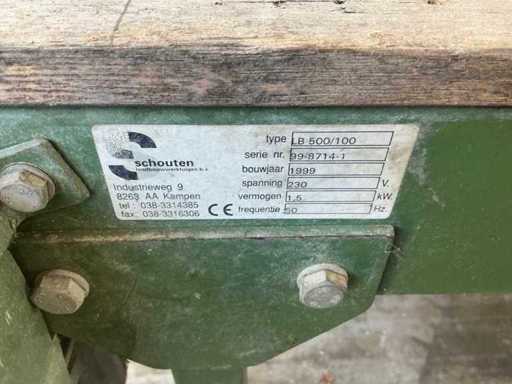 schouten
Industrieweg 9
AA Kampen
tel : 038-3314385
fax: 038-3316306
CE
type LB 500/100
serie nr. 99-8714-1
bouwjaar 1999
spanning 230 V.
vermogen 1,5 kW.
frequentie 50 Hz.